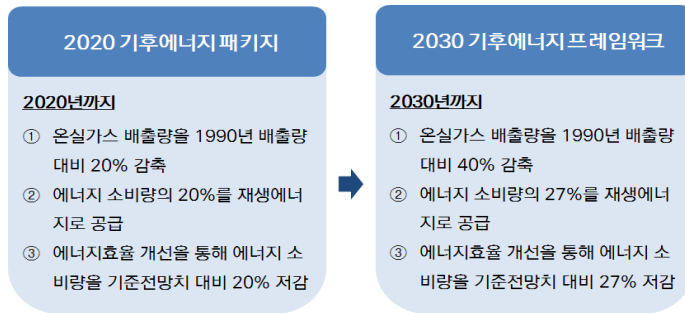 2020 기후에너지 패키지
2020년까지
① 온실가스 배출량을 1990년 배출량
대비 20% 감축
② 에너지 소비량의 20%를 재생에너
지로 공급
③ 에너지효율 개선을 통해 에너지 소
비량을 기준전망치 대비 20% 저감
2030 기후에너지 프레임워크
2030년까지
① 온실가스 배출량을 1990년 배출량
대비 40% 감축
② 에너지 소비량의 27%를 재생에너
지로 공급
③ 에너지효율 개선을 통해 에너지 소
비량을 기준전망치 대비 27% 저감